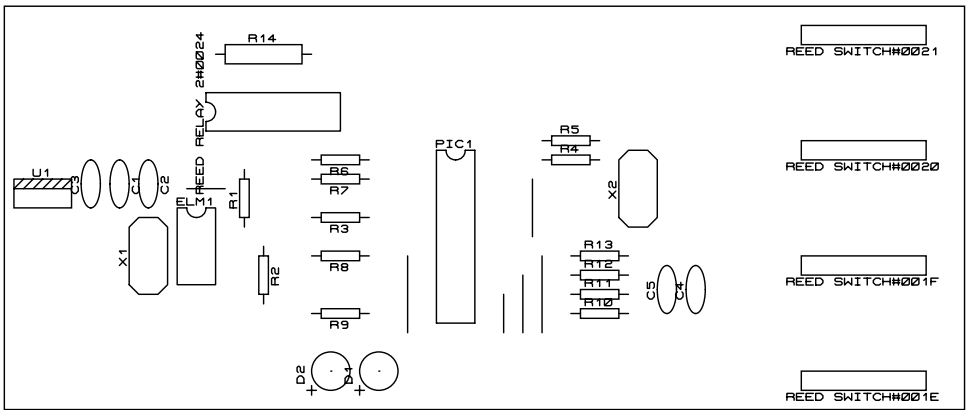 R14
REED RELAY 2#0024
REED SWITCH#0021
R5
PIC1
R4
REED SWITCH#0020
U1
C3
C1
C2
R6
R7
X2
R1
ELM1
R3
X1
R13
R8
R2
R12
REED SWITCH#001F
R11
C5
C4
R10
R9
D2
D1
+
+
REED SWITCH#001E